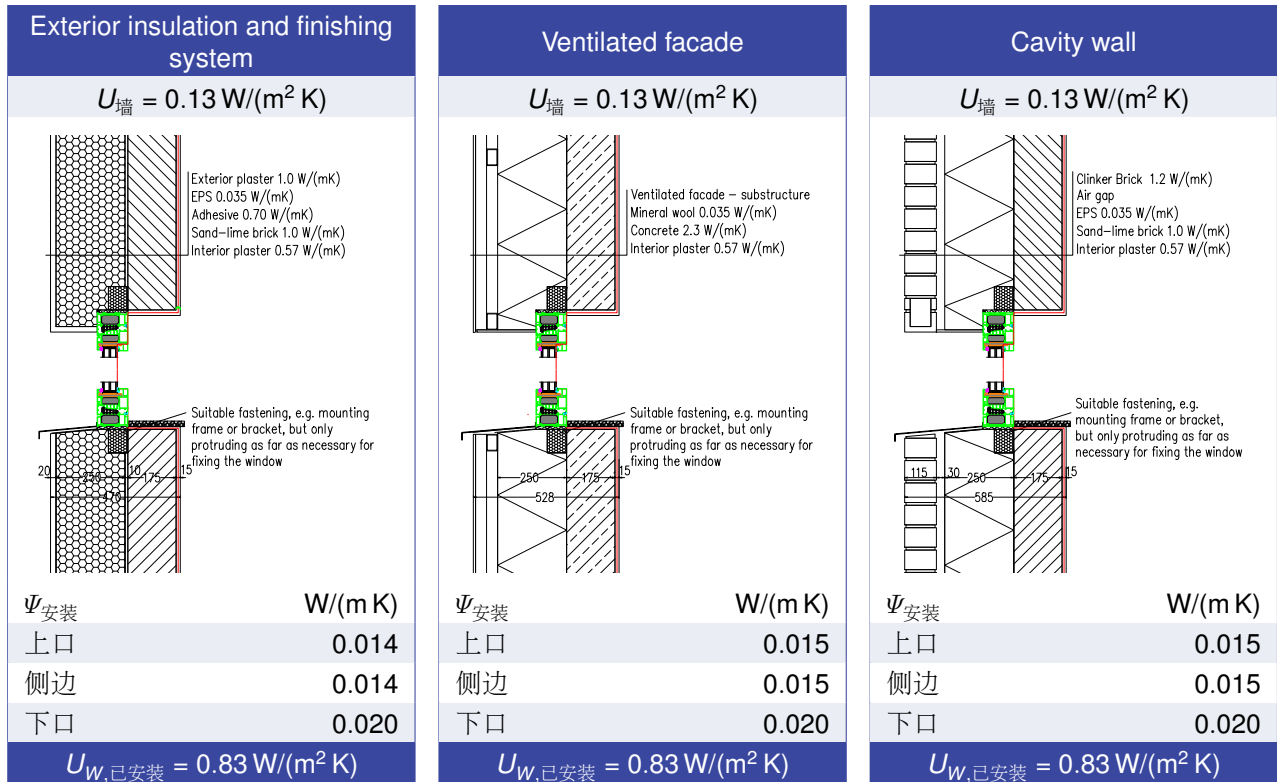 Exterior insulation and finishing
system
U墙 = 0.13 W/(m² K)
Exterior plaster 1.0 W/(mK)
EPS 0.035 W/(mK)
Adhesive 0.70 W/(mK)
Sand-lime brick 1.0 W/(mK)
Interior plaster 0.57 W/(mK)
Suitable fastening, e.g. mounting
frame or bracket, but only
protruding as far as necessary for
fixing the window
20 250 10 175 15
470
Ψ安装 W/(m K)
上口 0.014
侧边 0.014
下口 0.020
U_W,已安装 = 0.83 W/(m² K)
Ventilated facade
U墙 = 0.13 W/(m² K)
Ventilated facade – substructure
Mineral wool 0.035 W/(mK)
Concrete 2.3 W/(mK)
Interior plaster 0.57 W/(mK)
Suitable fastening, e.g. mounting
frame or bracket, but only
protruding as far as necessary for
fixing the window
250 175 15
528
Ψ安装 W/(m K)
上口 0.015
侧边 0.015
下口 0.020
U_W,已安装 = 0.83 W/(m² K)
Cavity wall
U墙 = 0.13 W/(m² K)
Clinker Brick 1.2 W/(mK)
Air gap
EPS 0.035 W/(mK)
Sand-lime brick 1.0 W/(mK)
Interior plaster 0.57 W/(mK)
Suitable fastening, e.g.
mounting frame or bracket,
but only protruding as far as
necessary for fixing the window
115 30 250 175 15
585
Ψ安装 W/(m K)
上口 0.015
侧边 0.015
下口 0.020
U_W,已安装 = 0.83 W/(m² K)